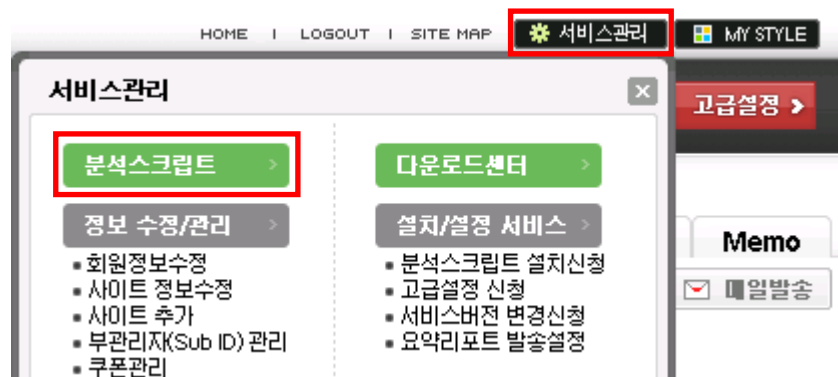 HOME I LOGOUT I SITE MAP 서비스관리 MY STYLE
서비스관리
고급설정
분석스크립트 다운로드센터
정보 수정/관리 설치/설정 서비스
Memo
회원정보수정 분석스크립트 설치신청
사이트 정보수정 고급설정 신청
메일발송
사이트 추가 서비스버전 변경신청
부관리자(Sub ID) 관리 요약리포트 발송설정
쿠폰관리